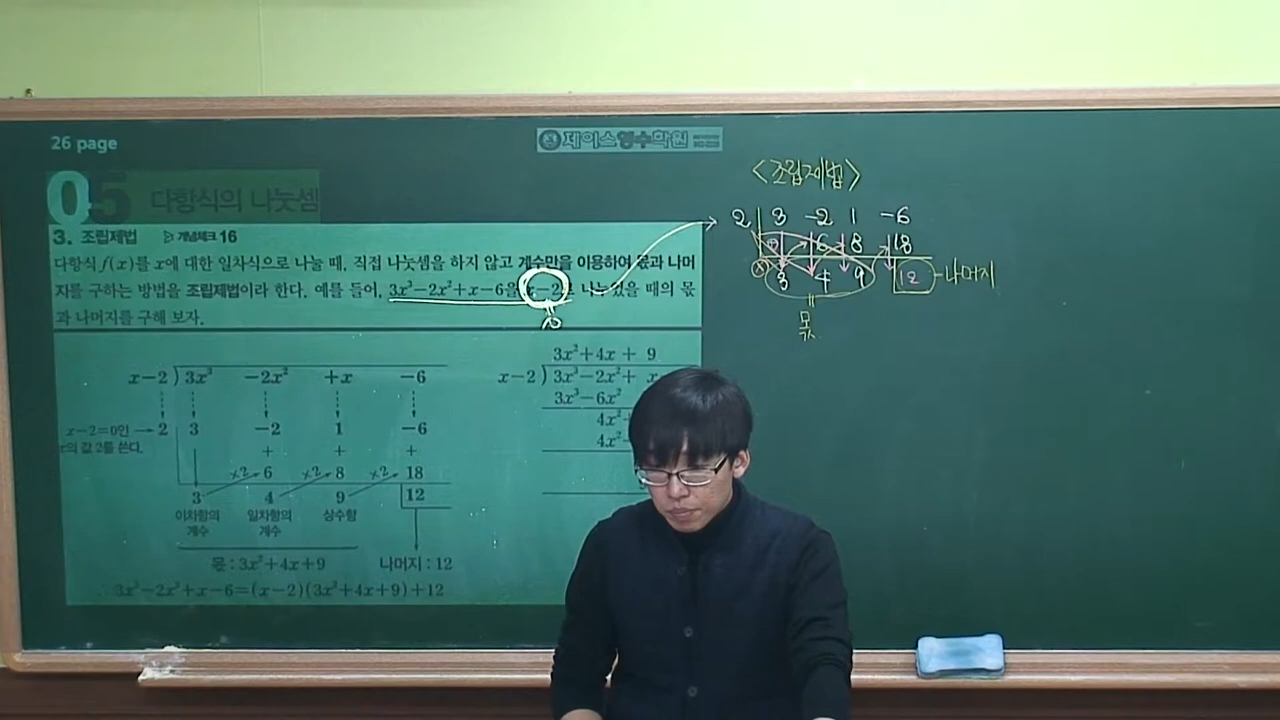 26 page
제이스영수학원
05 다항식의 나눗셈
3. 조립제법 ▷ 개념체크 16
다항식 f(x)를 x에 대한 일차식으로 나눌 때, 직접 나눗셈을 하지 않고 계수만을 이용하여 몫과 나머
지를 구하는 방법을 조립제법이라 한다. 예를 들어, 3x³-2x²+x-6을 x-2로 나누었을 때의 몫
과 나머지를 구해 보자.
x-2 ) 3x³ -2x² +x -6
x-2=0인 → 2 3 -2 1 -6
x의 값 2를 쓴다.
+ + +
×2 6 ×2 8 ×2 18
3 4 9 12
이차항의 일차항의 상수항
계수 계수
몫 : 3x²+4x+9 나머지 : 12
∴ 3x³-2x²+x-6=(x-2)(3x²+4x+9)+12
3x²+4x + 9
x-2 ) 3x³-2x²+ x
3x³-6x²
4x²
4x²-
<조립제법>
2 3 -2 1 -6
6 8 18
3 4 9 12 - 나머지
몫